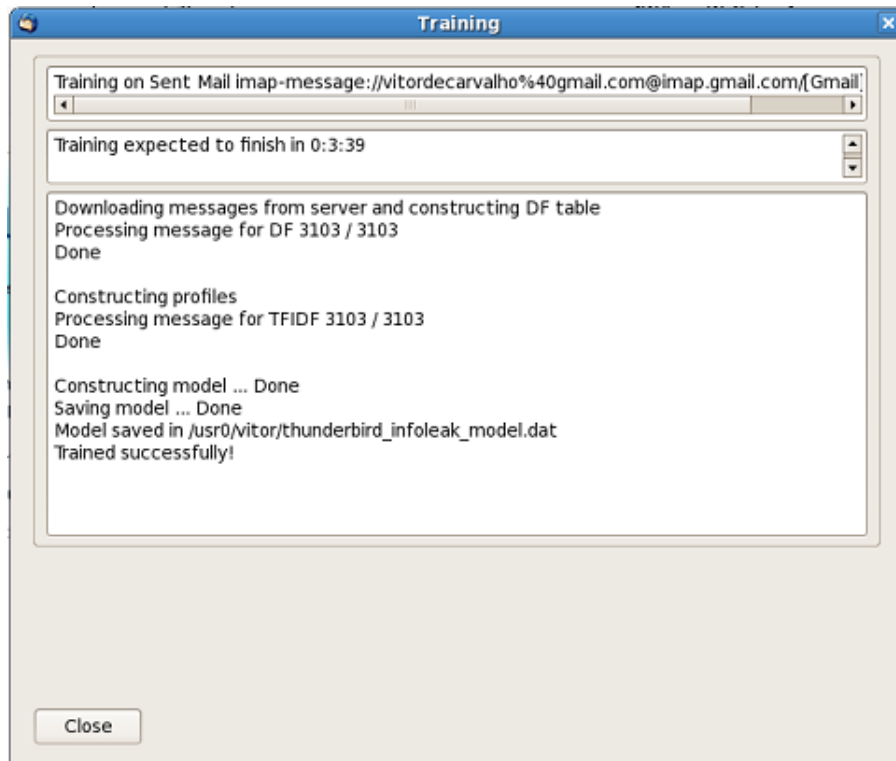 Training
Training on Sent Mail imap-message://vitordecarvalho%40gmail.com@imap.gmail.com/[Gmail]
Training expected to finish in 0:3:39
Downloading messages from server and constructing DF table
Processing message for DF 3103 / 3103
Done
Constructing profiles
Processing message for TFIDF 3103 / 3103
Done
Constructing model ... Done
Saving model ... Done
Model saved in /usr0/vitor/thunderbird_infoleak_model.dat
Trained successfully!
Close